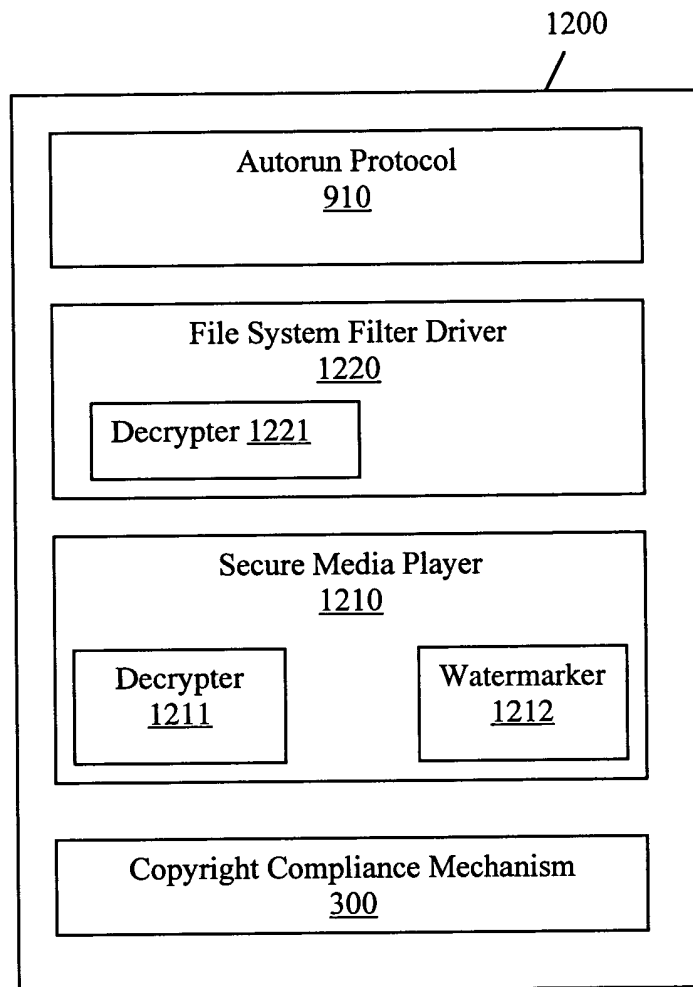 1200
Autorun Protocol
910
File System Filter Driver
1220
Decrypter 1221
Secure Media Player
1210
Decrypter
1211
Watermarker
1212
Copyright Compliance Mechanism
300